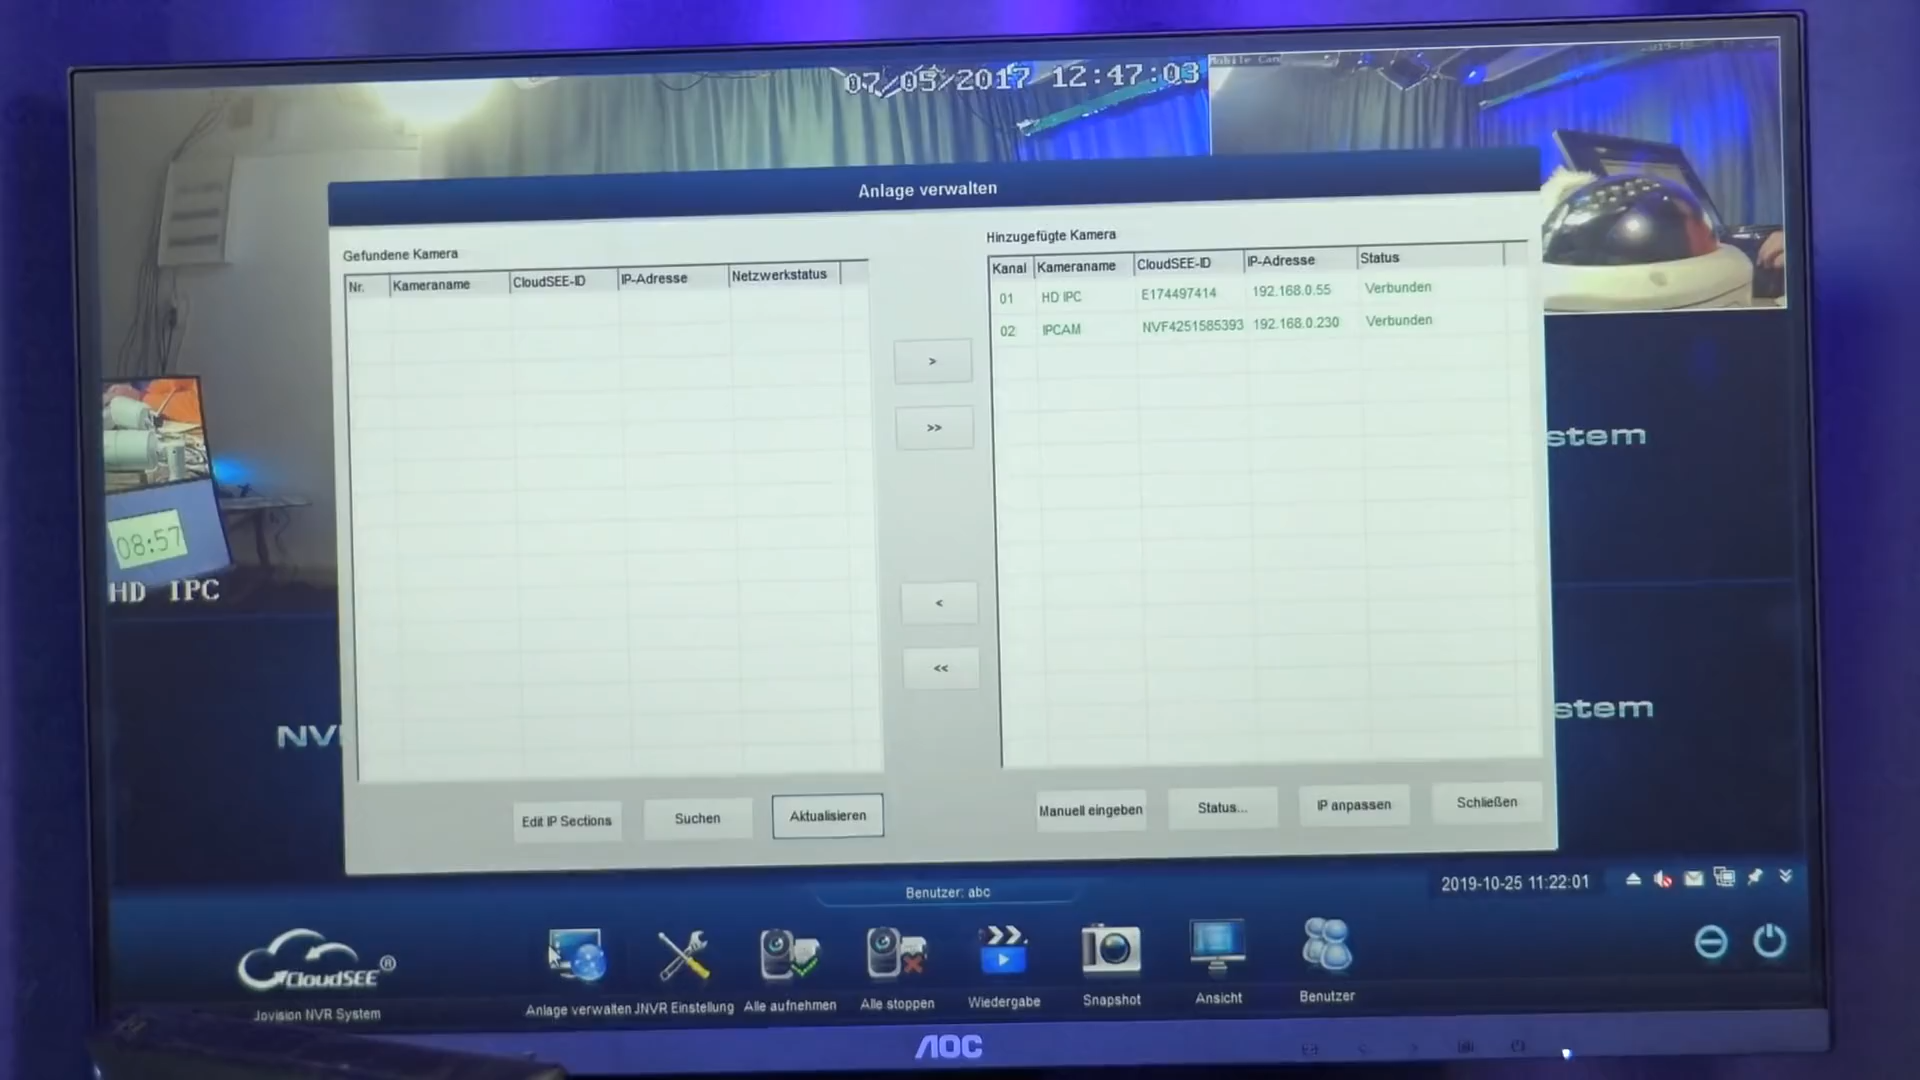 07/05/2017 12:47:03
Mobile Cam
Anlage verwalten
Gefundene Kamera
Nr. Kameraname CloudSEE-ID IP-Adresse Netzwerkstatus
Hinzugefügte Kamera
Kanal Kameraname CloudSEE-ID IP-Adresse Status
01 HD IPC E174497414 192.168.0.55 Verbunden
02 IPCAM NVF4251585393 192.168.0.230 Verbunden
>
>>
<
<<
stem
08:57
HD IPC
NV
stem
Edit IP Sections Suchen Aktualisieren Manuell eingeben Status... IP anpassen Schließen
Benutzer: abc
2019-10-25 11:22:01
CloudSEE®
Jovision NVR System
Anlage verwalten JNVR Einstellung Alle aufnehmen Alle stoppen Wiedergabe Snapshot Ansicht Benutzer
AOC